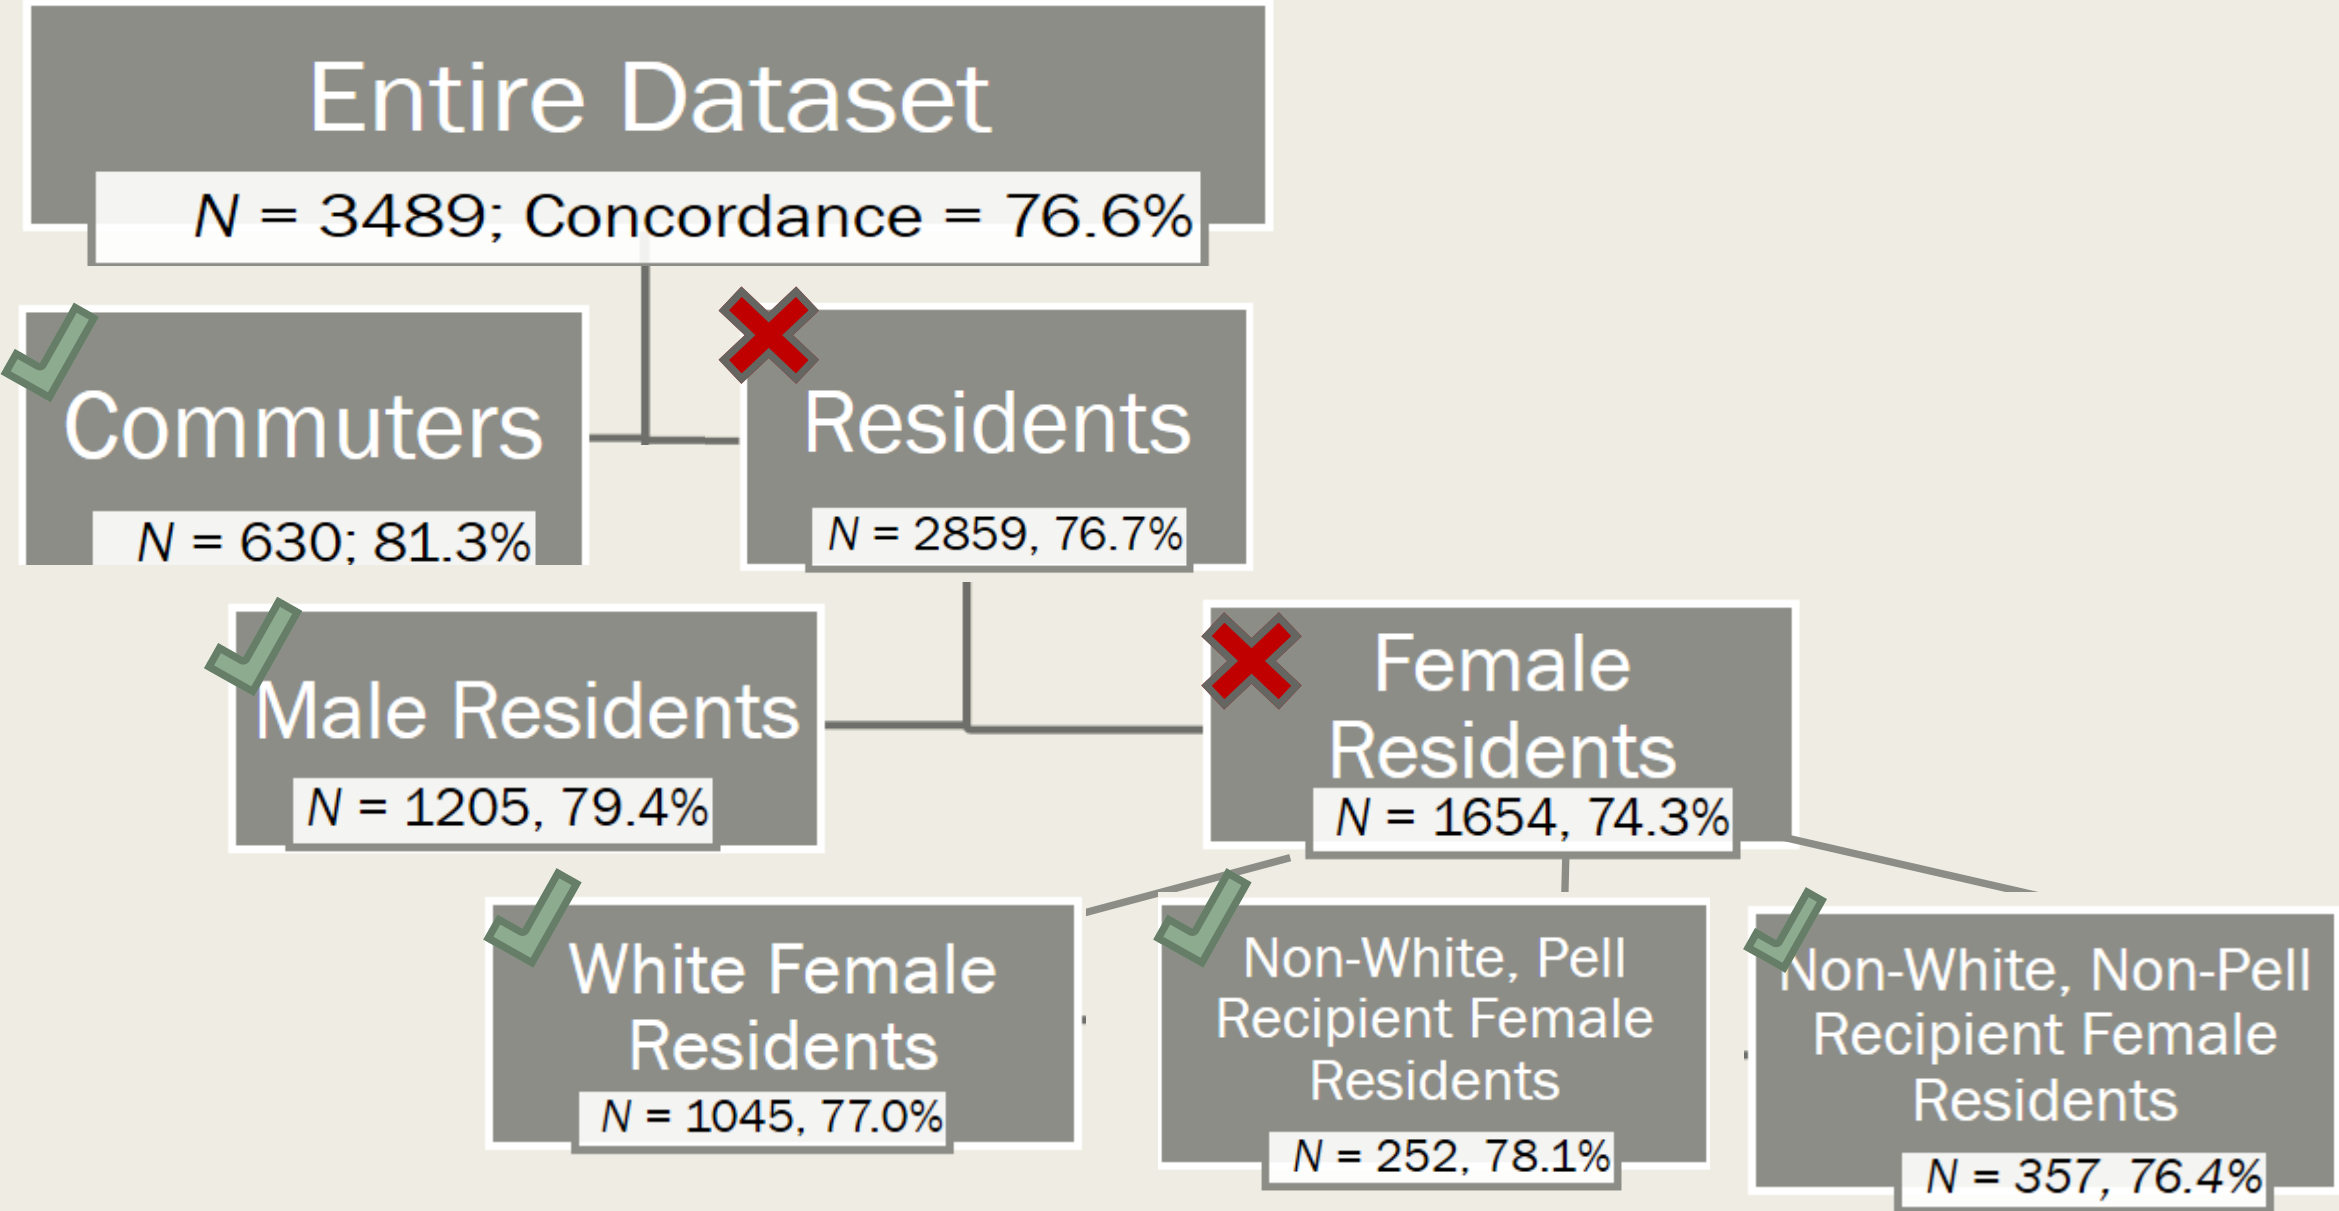 Entire Dataset
N = 3489; Concordance = 76.6%
Commuters
N = 630; 81.3%
Residents
N = 2859, 76.7%
Male Residents
N = 1205, 79.4%
Female
Residents
N = 1654, 74.3%
White Female
Residents
N = 1045, 77.0%
Non-White, Pell
Recipient Female
Residents
N = 252, 78.1%
Non-White, Non-Pell
Recipient Female
Residents
N = 357, 76.4%